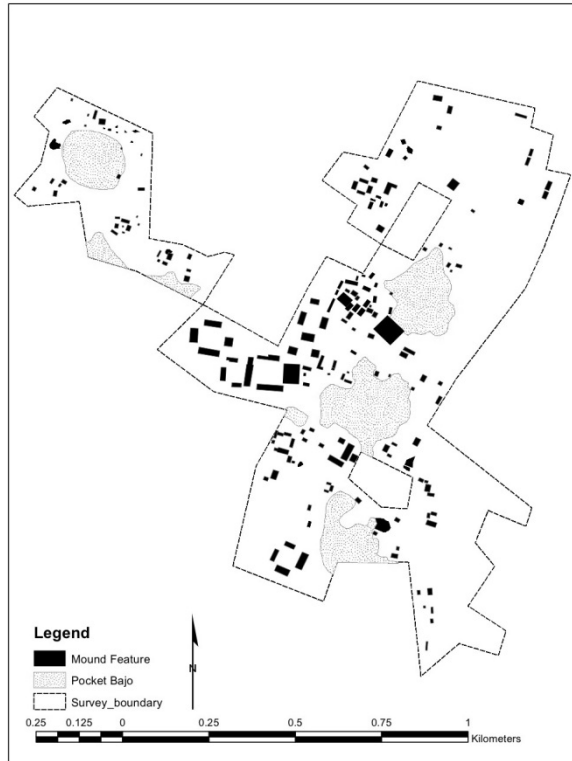 Legend
Mound Feature
Pocket Bajo
Survey_boundary
N
0.25 0.125 0 0.25 0.5 0.75 1
Kilometers